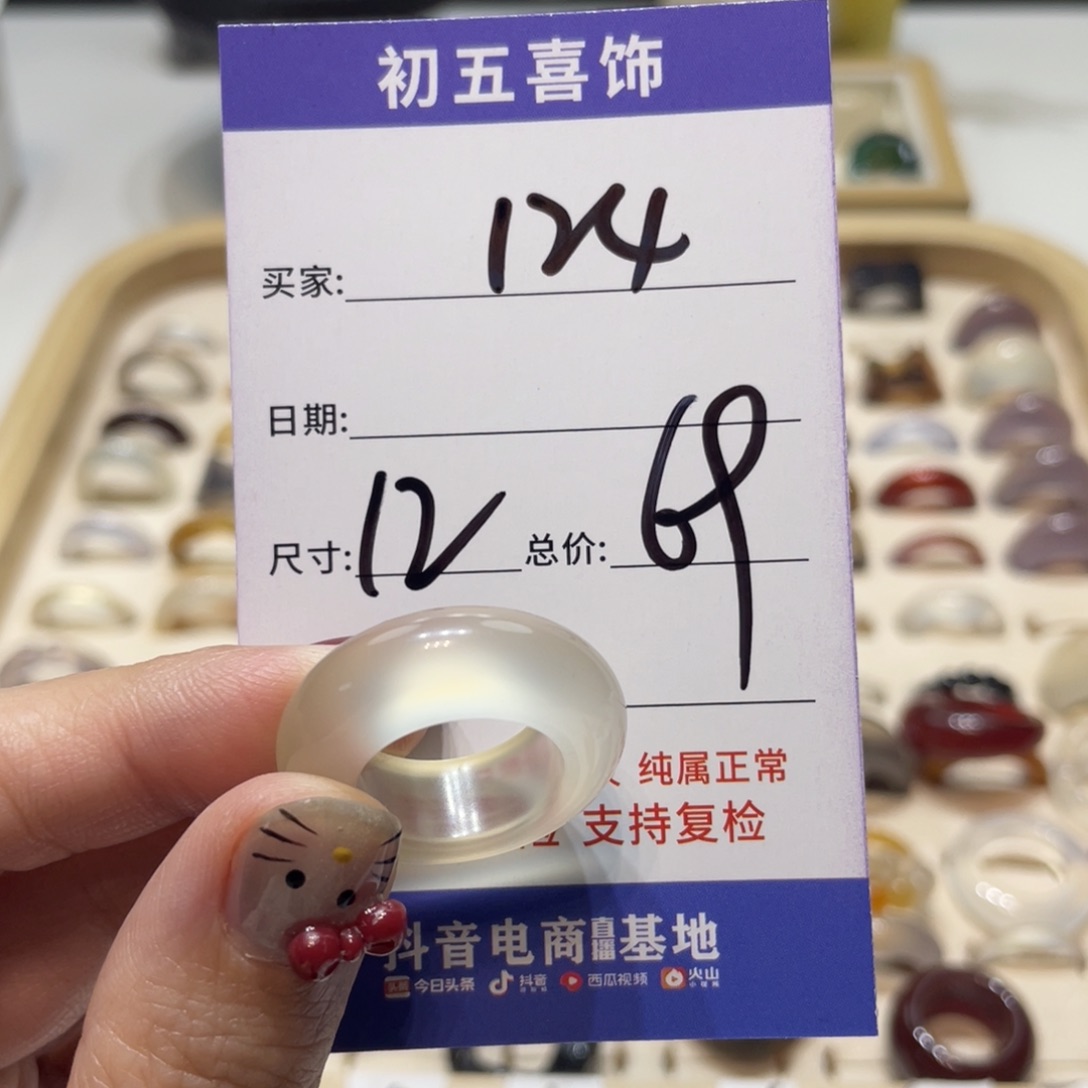 初五喜饰
买家: 124
日期:
尺寸: 12 总价: 69
纯属正常
支持复检
抖音电商直播基地
头条 今日头条 抖音 西瓜视频 火山